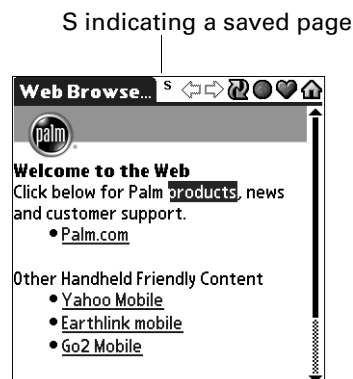 S indicating a saved page
Web Browse... S
palm
Welcome to the Web
Click below for Palm products, news
and customer support.
• Palm.com
Other Handheld Friendly Content
• Yahoo Mobile
• Earthlink mobile
• Go2 Mobile